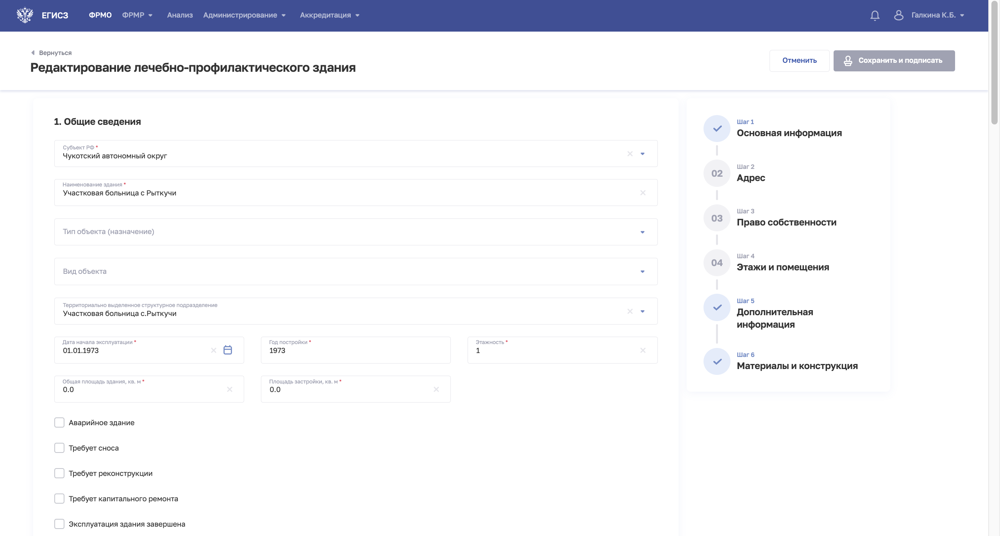 ЕГИСЗ ФРМО ФРМР Анализ Администрирование Аккредитация Галкина К.Б.
Вернуться
Редактирование лечебно-профилактического здания
Отменить
Сохранить и подписать
1. Общие сведения
Субъект РФ *
Чукотский автономный округ
Наименование здания *
Участковая больница с Рыткучи
Тип объекта (назначение)
Вид объекта
Территориально выделенное структурное подразделение
Участковая больница с.Рыткучи
Дата начала эксплуатации *
01.01.1973
Год постройки *
1973
Этажность *
1
Общая площадь здания, кв. м *
0.0
Площадь застройки, кв. м *
0.0
Аварийное здание
Требует сноса
Требует реконструкции
Требует капитального ремонта
Эксплуатация здания завершена
Шаг 1
Основная информация
02
Шаг 2
Адрес
03
Шаг 3
Право собственности
04
Шаг 4
Этажи и помещения
Шаг 5
Дополнительная
информация
Шаг 6
Материалы и конструкция